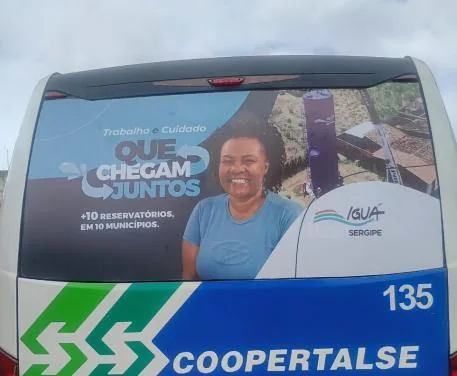 Trabalho e Cuidado
QUE
CHEGAM
JUNTOS
+10 RESERVATÓRIOS,
EM 10 MUNICÍPIOS.
IGUÁ
SERGIPE
135
COOPERTALSE